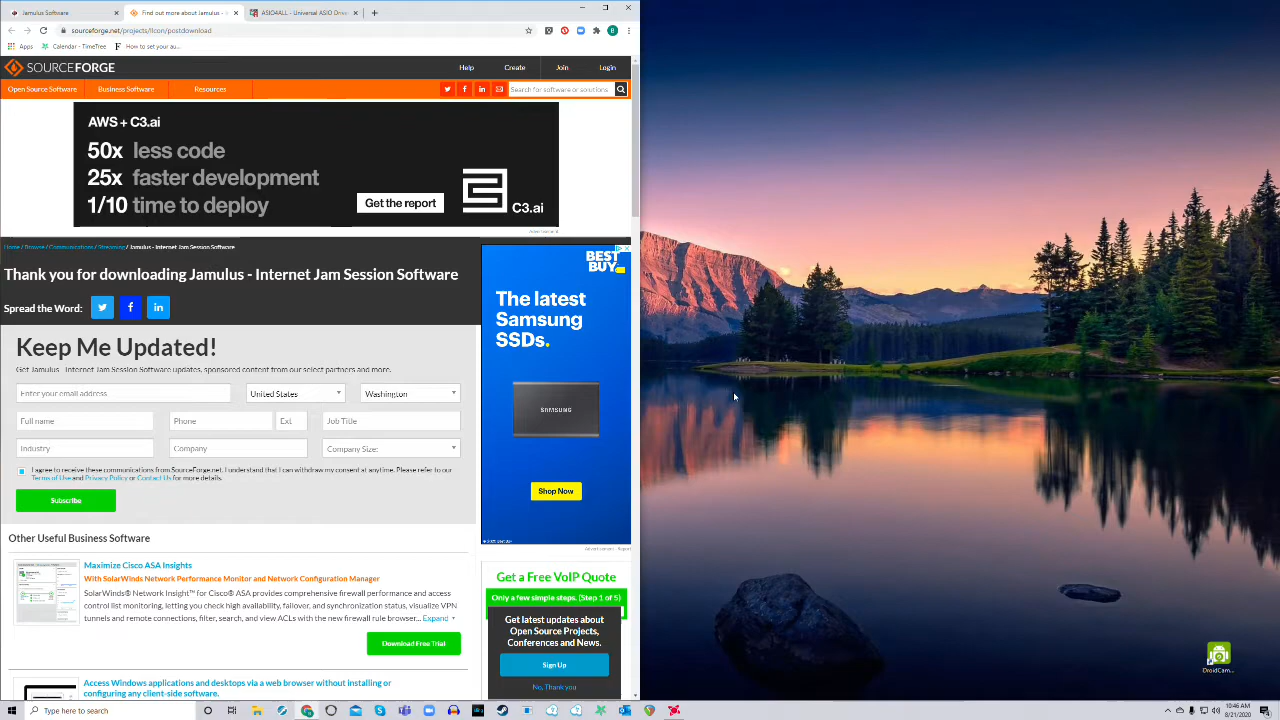 Jamulus Software
Find out more about Jamulus -
ASIO4ALL - Universal ASIO Drive
sourceforge.net/projects/llcon/postdownload
Apps
Calendar - TimeTree
How to set your au...
SOURCEFORGE
Help
Create
Join
Login
Open Source Software
Business Software
Resources
Search for software or solutions
AWS + C3.ai
50x less code
25x faster development
1/10 time to deploy
Get the report
C3.ai
Advertisement
Home / Browse / Communications / Streaming / Jamulus - Internet Jam Session Software
Thank you for downloading Jamulus - Internet Jam Session Software
Spread the Word:
Keep Me Updated!
Get Jamulus - Internet Jam Session Software updates, sponsored content from our select partners and more.
Enter your email address
United States
Washington
Full name
Phone
Ext
Job Title
Industry
Company
Company Size:
I agree to receive these communications from SourceForge.net. I understand that I can withdraw my consent at anytime. Please refer to our
Terms of Use and Privacy Policy or Contact Us for more details.
Subscribe
BEST
BUY
The latest
Samsung
SSDs.
SAMSUNG
Shop Now
Advertisement - Report
Other Useful Business Software
Maximize Cisco ASA Insights
With SolarWinds Network Performance Monitor and Network Configuration Manager
SolarWinds® Network Insight™ for Cisco® ASA provides comprehensive firewall performance and access
control list monitoring, letting you check high availability, failover, and synchronization status, visualize VPN
tunnels and remote connections, filter, search, and view ACLs with the new firewall rule browser... Expand
Download Free Trial
Access Windows applications and desktops via a web browser without installing or
configuring any client-side software.
Get a Free VoIP Quote
Only a few simple steps. (Step 1 of 5)
Get latest updates about
Open Source Projects,
Conferences and News.
Sign Up
No, Thank you
DroidCam...
Type here to search
10:46 AM
8/21/2020